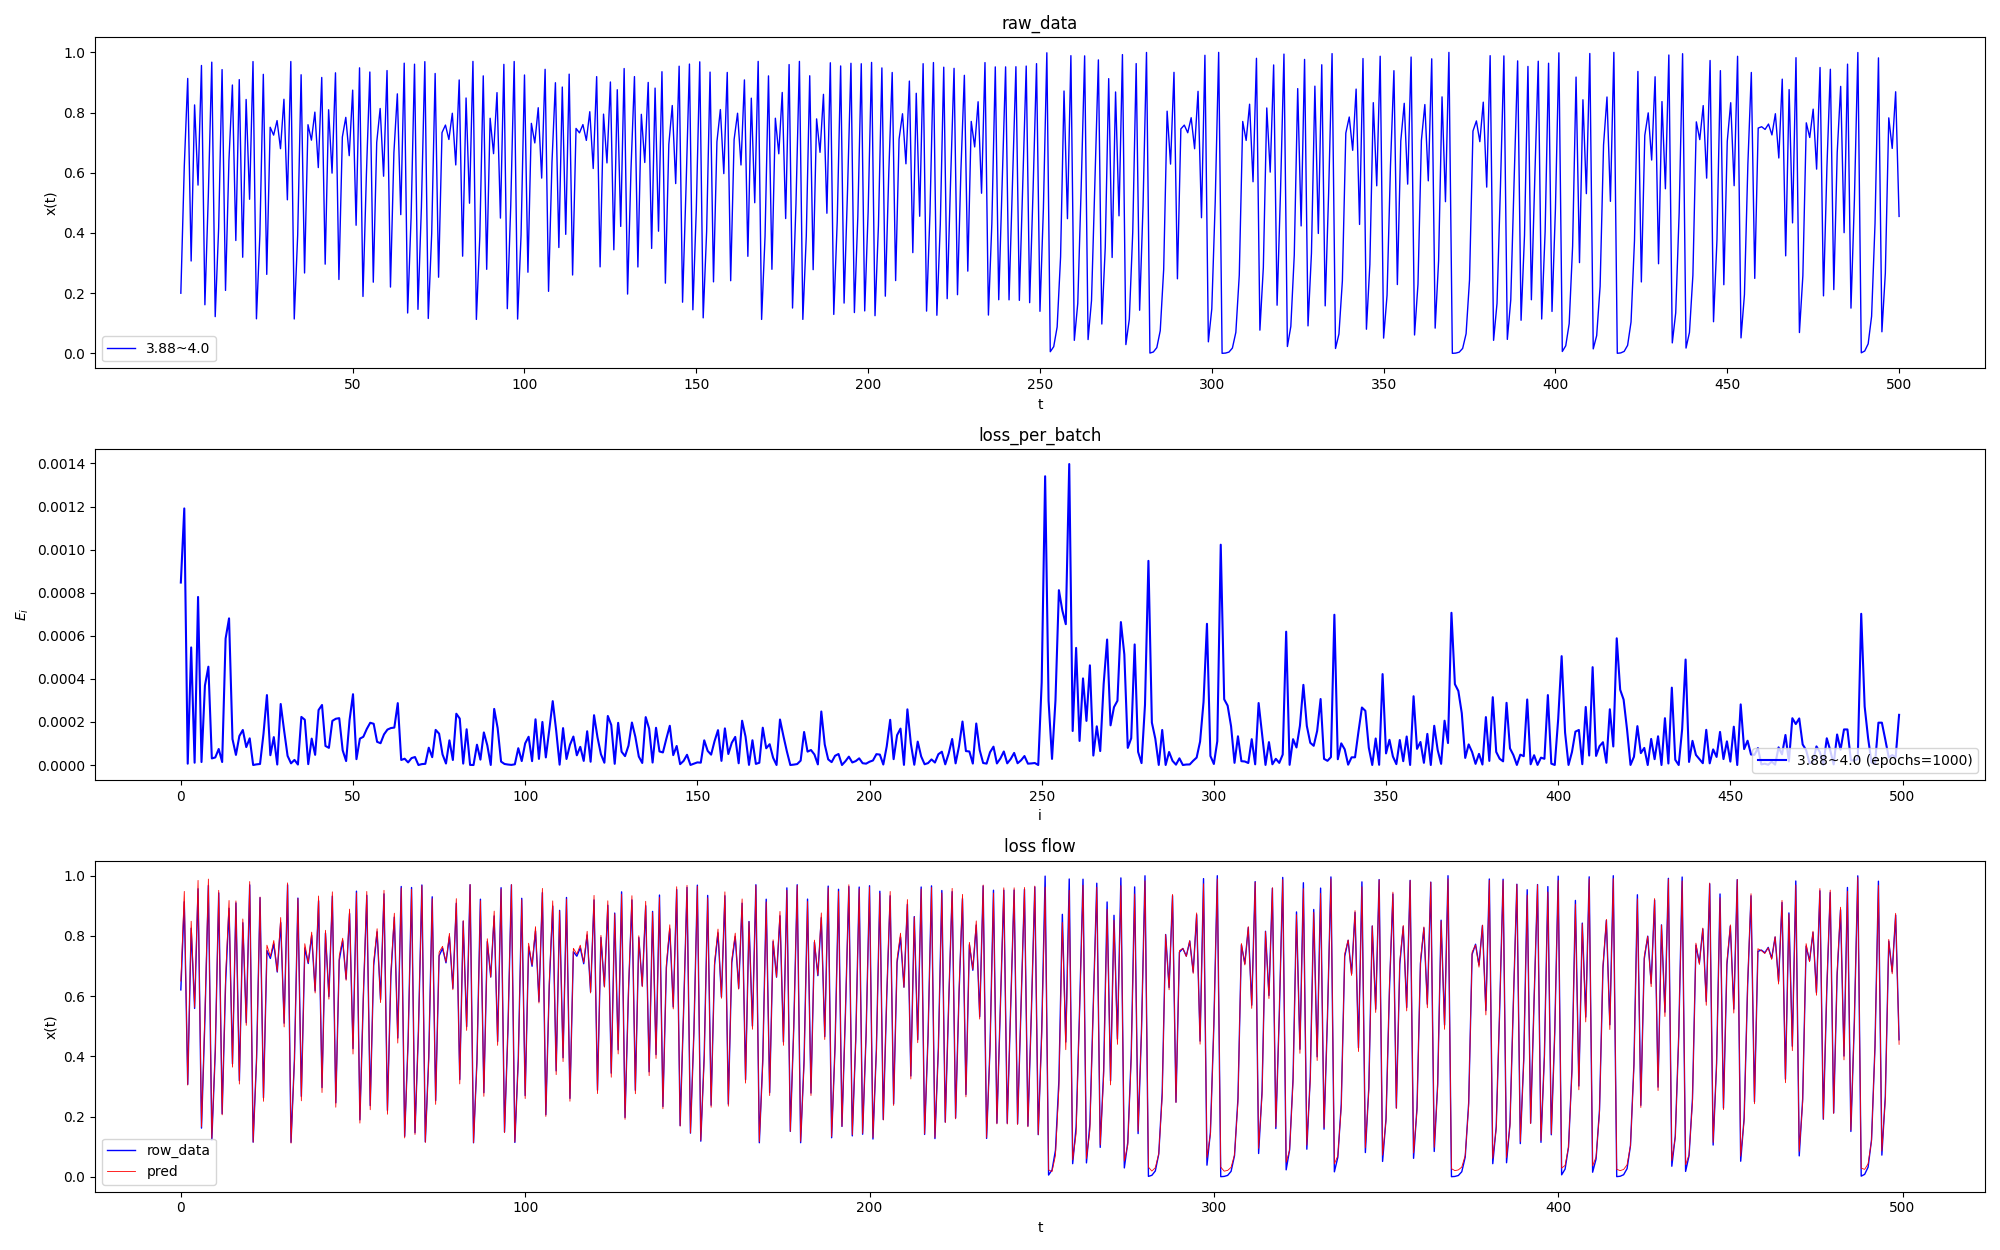 raw_data
1.0
0.8
0.6
0.4
0.2
0.0
x(t)
3.88~4.0
50 100 150 200 250 300 350 400 450 500
t
loss_per_batch
0.0014
0.0012
0.0010
0.0008
0.0006
0.0004
0.0002
0.0000
E_i
3.88~4.0 (epochs=1000)
0 50 100 150 200 250 300 350 400 450 500
i
loss flow
1.0
0.8
0.6
0.4
0.2
0.0
x(t)
row_data
pred
0 100 200 300 400 500
t